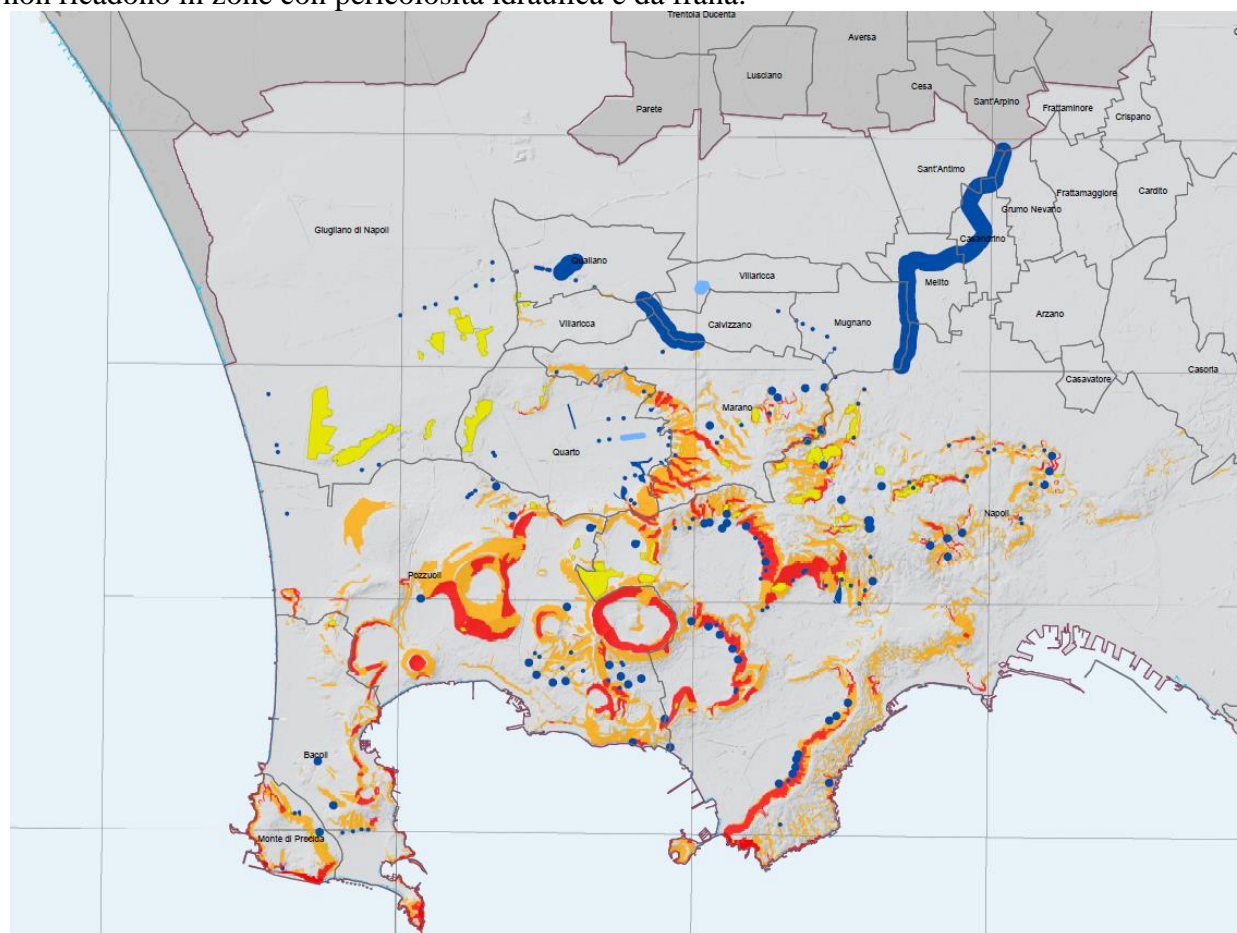 non ricadono in zone con pericolosità idraulica e da frana.
Trentola Ducenta
Aversa
Lusciano
Cesa
Parete
Sant'Arpino
Frattaminore
Crispano
Sant'Antimo
Frattamaggiore
Cardito
Grumo Nevano
Giugliano di Napoli
Casandrino
Qualiano
Villaricca
Melito
Arzano
Villaricca
Calvizzano
Mugnano
Casoria
Casavatore
Marano
Quarto
Napoli
Pozzuoli
Bacoli
Monte di Procida